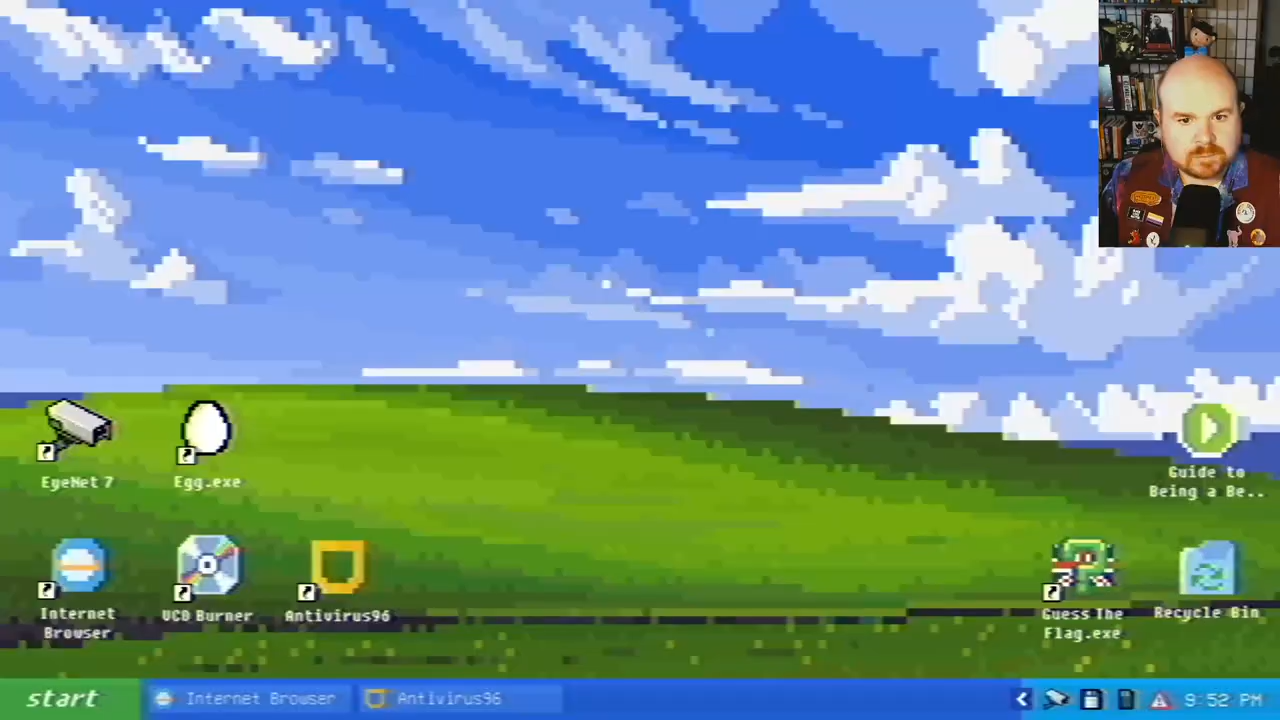 EyeNet 7
Egg.exe
Guide to
Being a Be..
Internet
Browser
VCD Burner
Antivirus96
Guess The
Flag.exe
Recycle Bin
start
Internet Browser
Antivirus96
9:52 PM